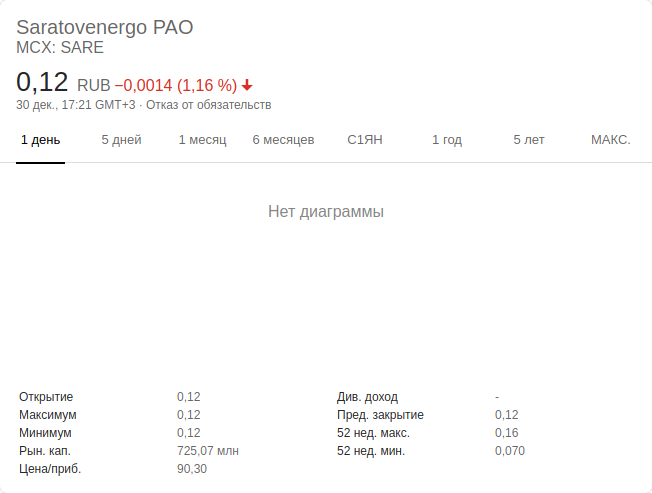 Saratovenergo PAO
MCX: SARE
0,12 RUB −0,0014 (1,16 %)
30 дек., 17:21 GMT+3 · Отказ от обязательств
1 день 5 дней 1 месяц 6 месяцев С1ЯН 1 год 5 лет МАКС.
Нет диаграммы
Открытие 0,12 Див. доход -
Максимум 0,12 Пред. закрытие 0,12
Минимум 0,12 52 нед. макс. 0,16
Рын. кап. 725,07 млн 52 нед. мин. 0,070
Цена/приб. 90,30